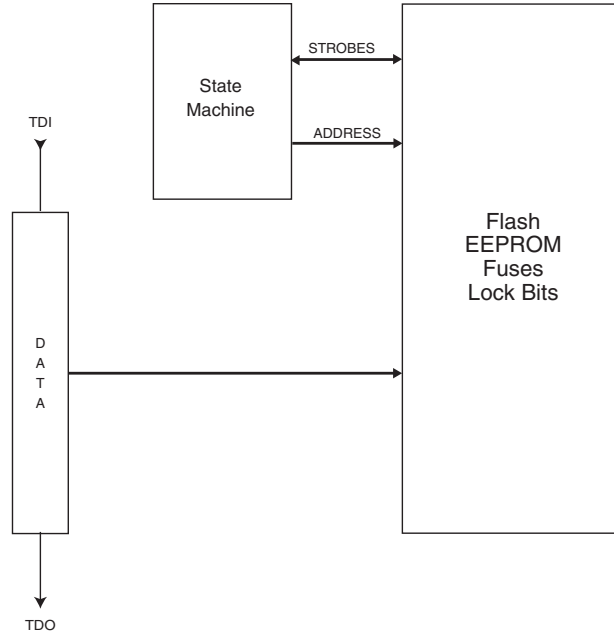 STROBES
State
Machine
ADDRESS
TDI
Flash
EEPROM
Fuses
Lock Bits
D
A
T
A
TDO